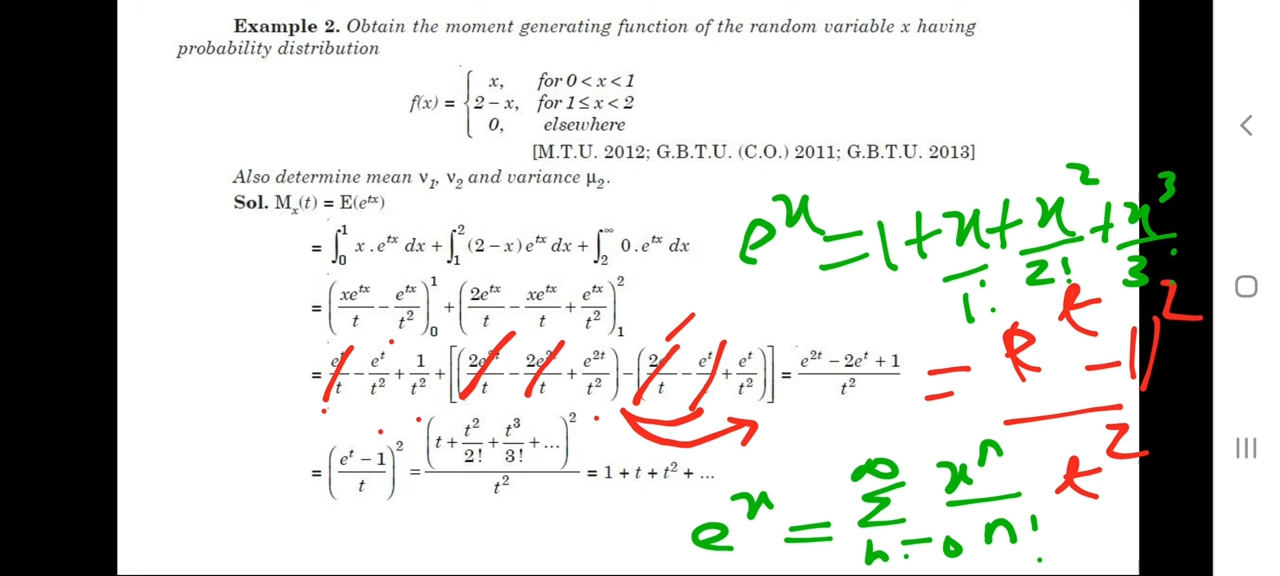 Example 2. Obtain the moment generating function of the random variable x having
probability distribution
f(x) = { x, for 0 < x < 1
2 – x, for 1 ≤ x < 2
0, elsewhere
[M.T.U. 2012; G.B.T.U. (C.O.) 2011; G.B.T.U. 2013]
Also determine mean ν₁, ν₂ and variance μ₂.
Sol. Mₓ(t) = E(e^{tx})
= ∫₀¹ x . e^{tx} dx + ∫₁² (2 – x) e^{tx} dx + ∫₂^∞ 0 . e^{tx} dx
= (xe^{tx}/t – e^{tx}/t²)₀¹ + (2e^{tx}/t – xe^{tx}/t + e^{tx}/t²)₁²
= e^t/t – e^t/t² + 1/t² + [(2e^{2t}/t – 2e^{2t}/t + e^{2t}/t²) – (2e^t/t – e^t/t + e^t/t²)] = (e^{2t} – 2e^t + 1)/t²
= ((e^t – 1)/t)² = (t + t²/2! + t³/3! + ...)²/t² = 1 + t + t² + ...
e^x = 1 + x/1! + x²/2! + x³/3!
= (e^t – 1)²/t²
e^x = ∑_{n=0}^∞ x^n/n!